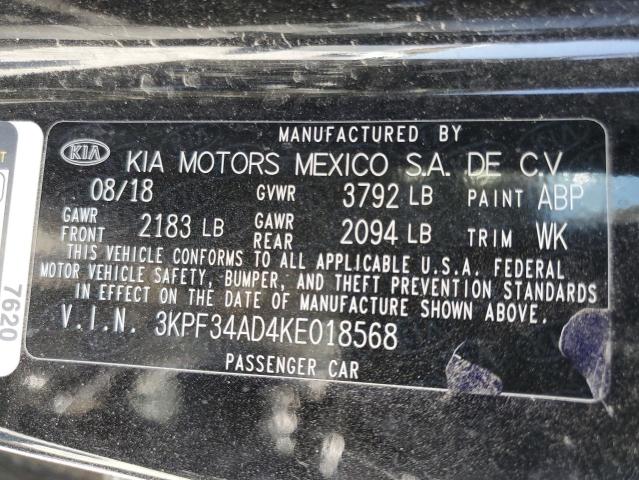 MANUFACTURED BY
KIA KIA MOTORS MEXICO S.A. DE C.V.
08/18 GVWR 3792 LB PAINT ABP
GAWR FRONT 2183 LB GAWR REAR 2094 LB TRIM WK
THIS VEHICLE CONFORMS TO ALL APPLICABLE U.S.A. FEDERAL
MOTOR VEHICLE SAFETY, BUMPER, AND THEFT PREVENTION STANDARDS
IN EFFECT ON THE DATE OF MANUFACTURE SHOWN ABOVE.
V.I.N. 3KPF34AD4KE018568
PASSENGER CAR
7620